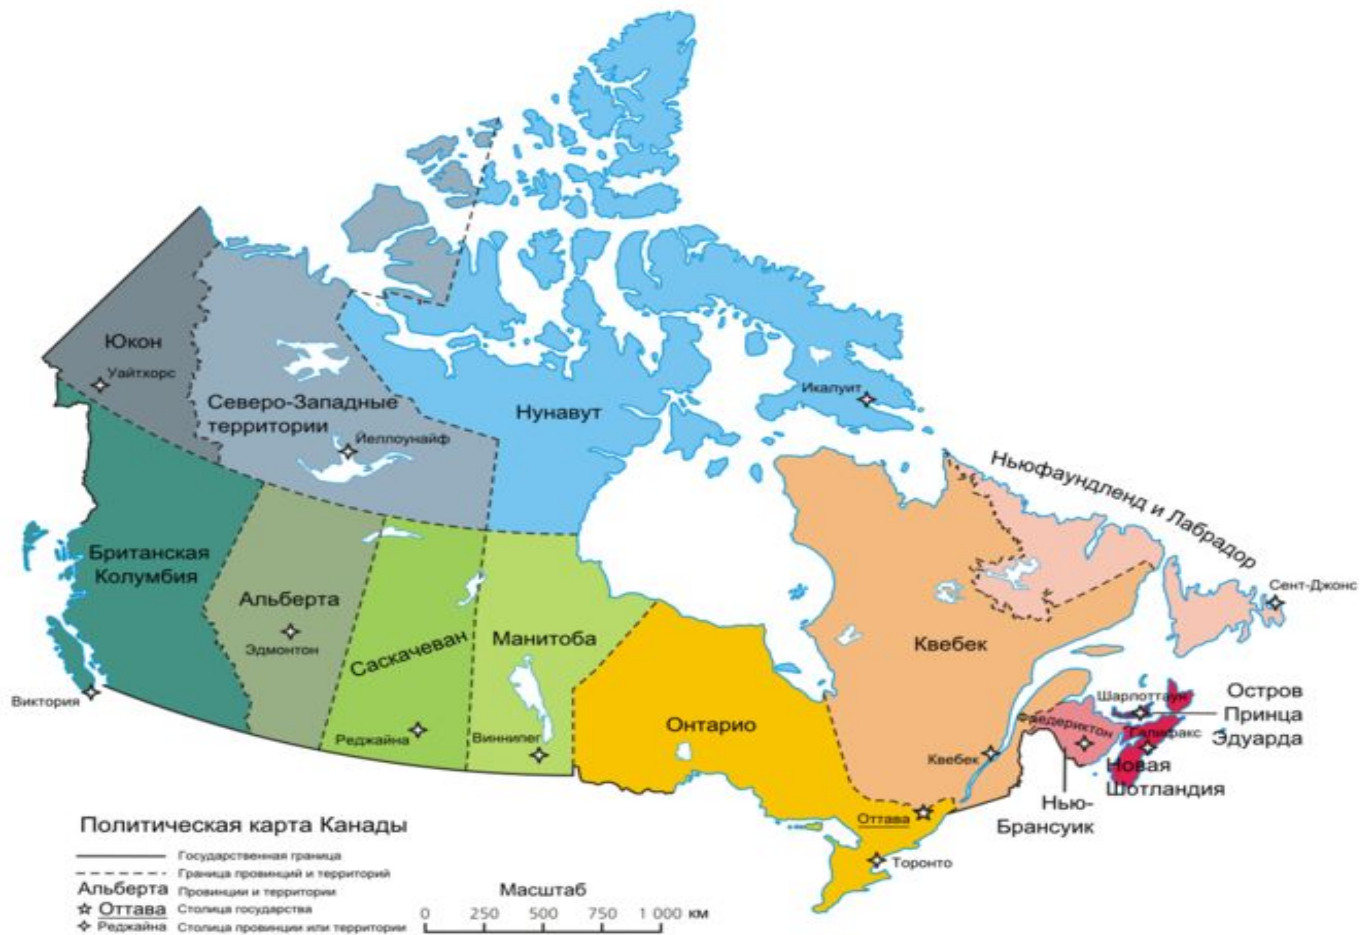 Юкон
Уайтхорс
Северо-Западные
территории
Йеллоунайф
Нунавут
Икалуит
Ньюфаундленд и Лабрадор
Сент-Джонс
Британская
Колумбия
Виктория
Альберта
Эдмонтон
Саскачеван
Реджайна
Манитоба
Виннипег
Онтарио
Оттава
Торонто
Квебек
Квебек
Шарлоттаун
Остров
Принца
Эдуарда
Фредериктон
Галифакс
Новая
Шотландия
Нью-
Брансуик
Политическая карта Канады
Государственная граница
Граница провинций и территорий
Альберта Провинции и территории
Оттава Столица государства
Реджайна Столица провинции или территории
Масштаб
0 250 500 750 1 000 км